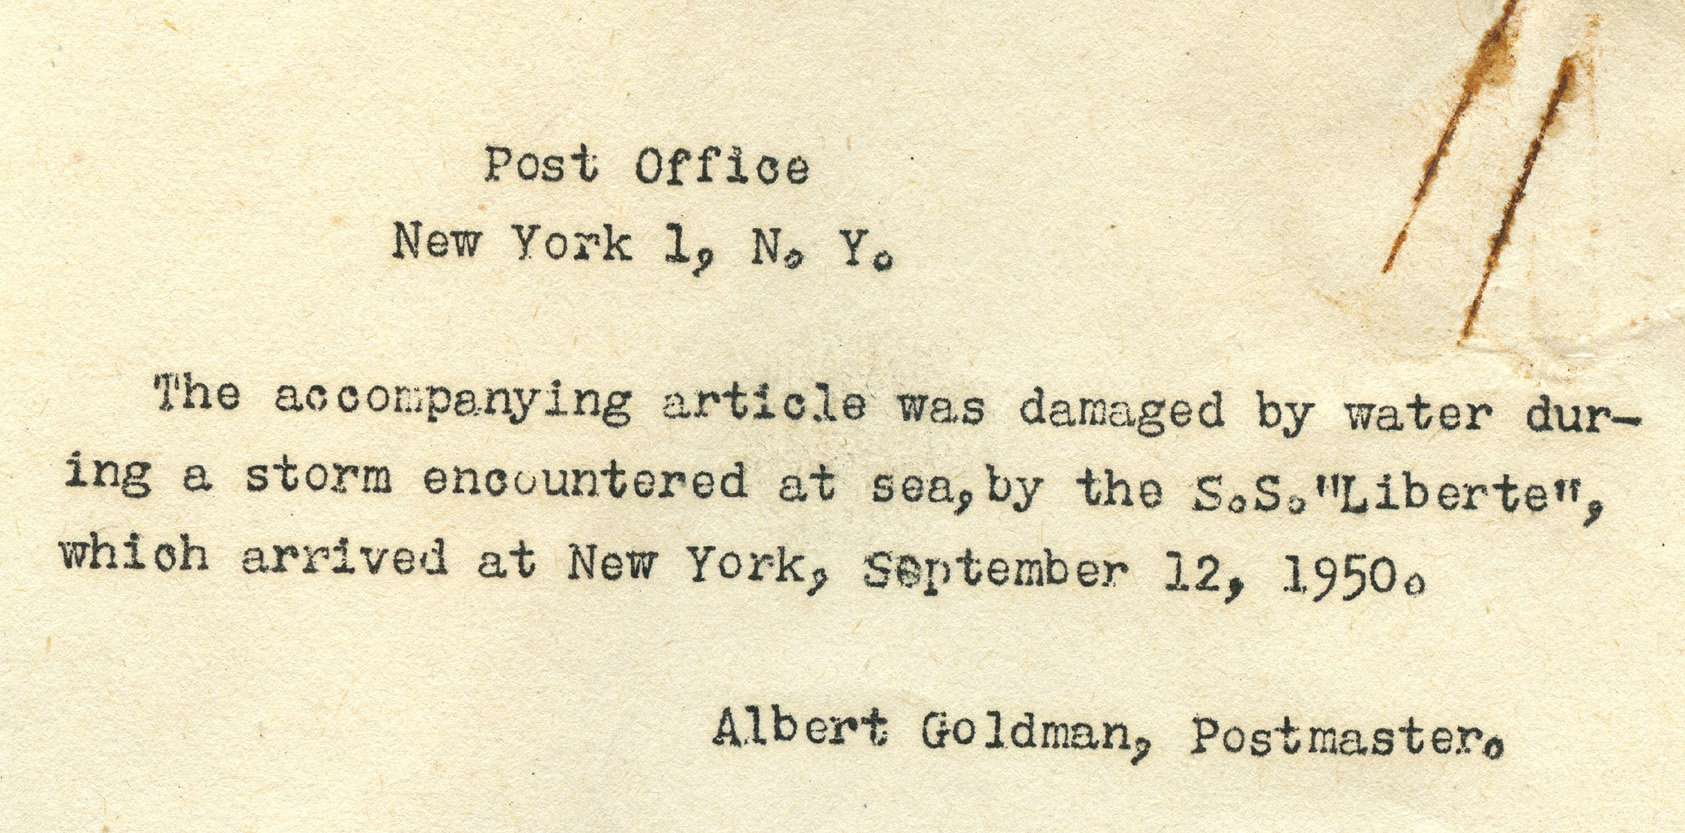 Post Office
New York 1, N. Y.
The accompanying article was damaged by water dur-
ing a storm encountered at sea,by the S.S."Liberte",
which arrived at New York, September 12, 1950.
Albert Goldman, Postmaster.